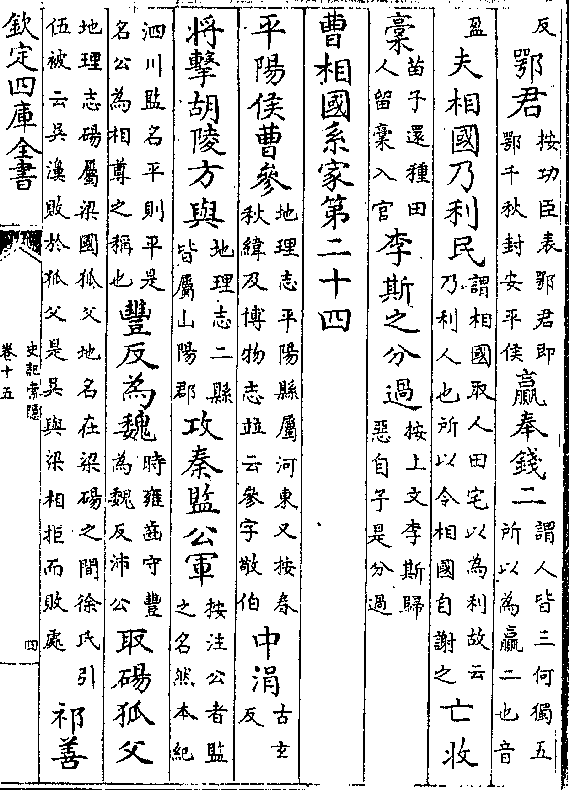 反鄂君按功臣表鄂君即鄂千秋封安平侯贏奉錢二謂人皆三何獨五所以為贏二也音
盈夫相國乃利民謂相國取人田宅以為利故云乃利人也所以令相國自謝之亡收
稾苗子還種田人留稾入官李斯之分過按上文李斯歸惡自子是分過
曹相國系家第二十四
平陽侯曹參地理志平陽縣屬河東又按春秋緯及博物志竝云參字敬伯中涓古玄反
将擊胡陵方與地理志二縣皆屬山陽郡攻秦監公軍按注公者監之名然本紀
泗川監名平則平是名公為相尊之稱也豐反為魏時雍齒守豐為魏反沛公取碭狐父
地理志碭屬梁國狐父地名在梁碭之間徐氏引伍被云吳濞敗於狐父是吳與梁相拒而敗處祁善
欽定四庫全書
史記索隱
卷十五
四